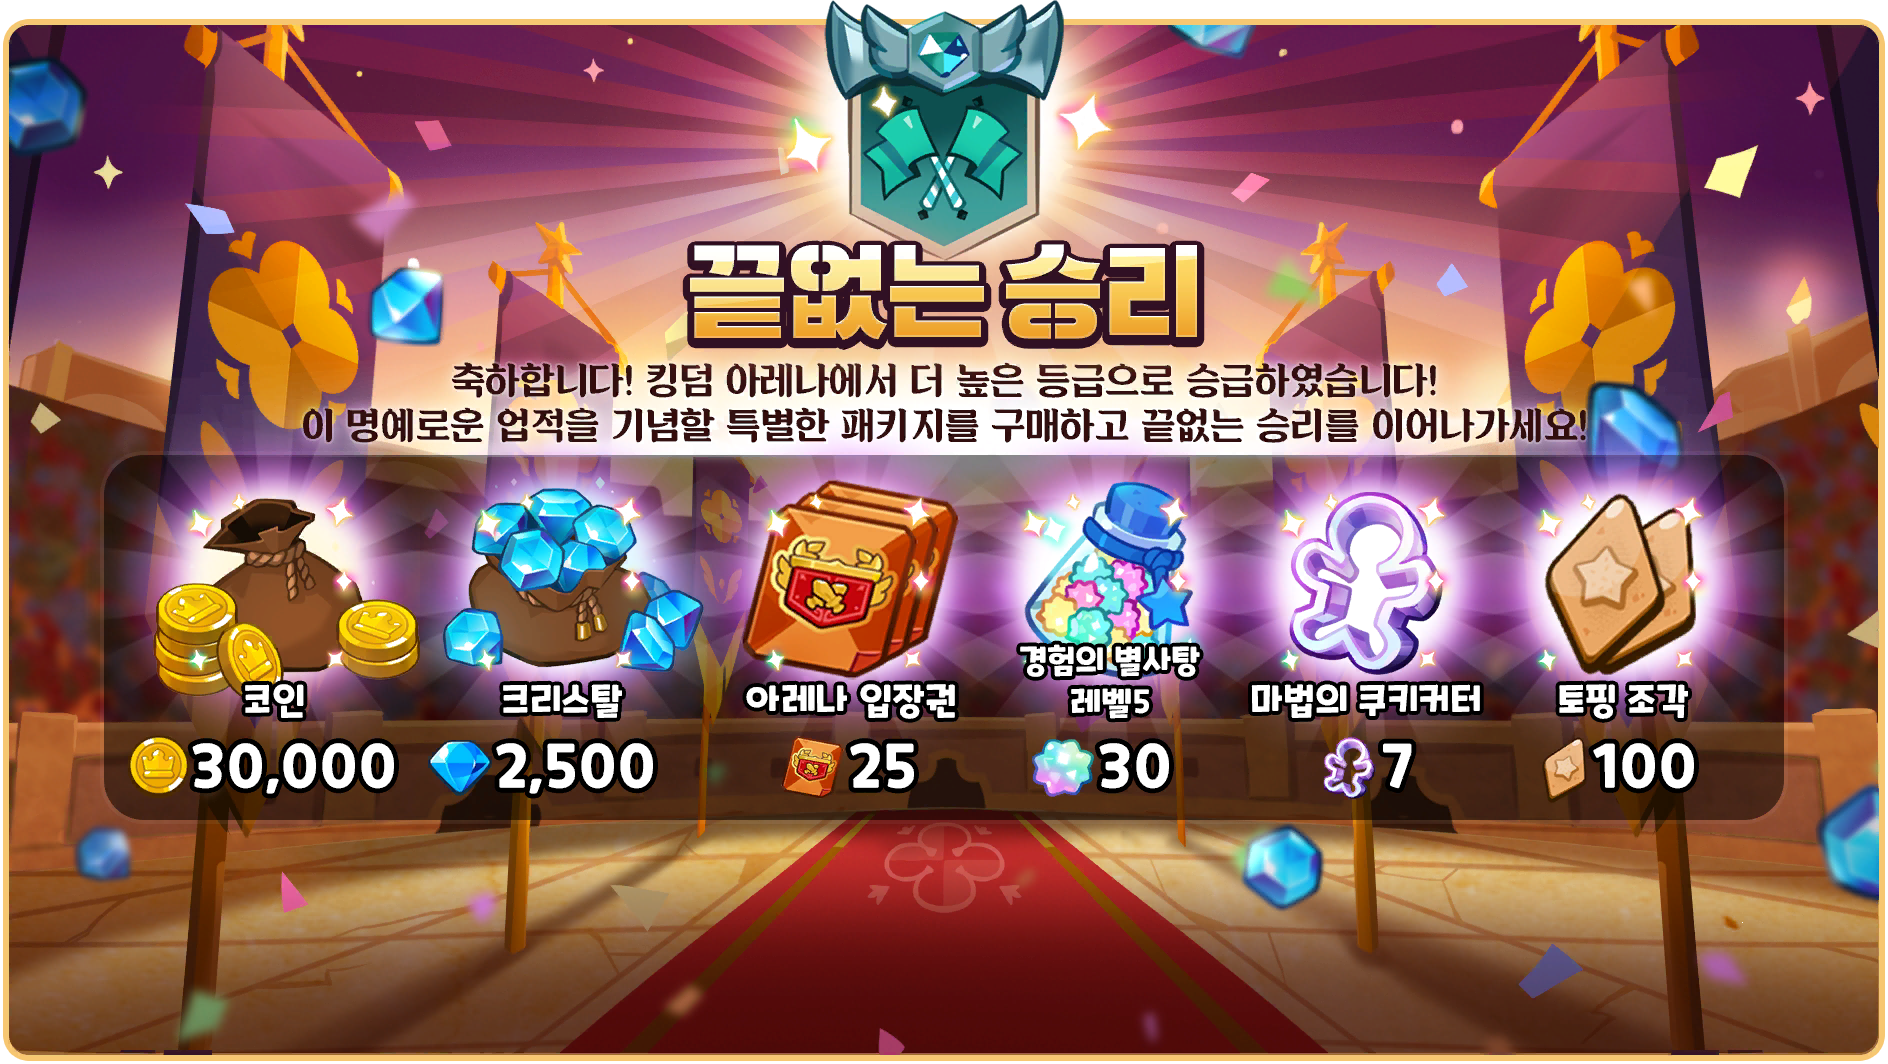 끝없는 승리
축하합니다! 킹덤 아레나에서 더 높은 등급으로 승급하였습니다!
이 명예로운 업적을 기념할 특별한 패키지를 구매하고 끝없는 승리를 이어나가세요!
코인
30,000
크리스탈
2,500
아레나 입장권
25
경험의 별사탕
레벨5
30
마법의 쿠키커터
7
토핑 조각
100